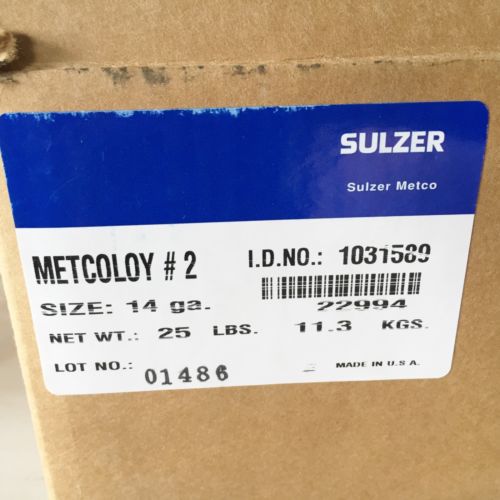 SULZER
Sulzer Metco
METCOLOY # 2 I.D.NO.: 1031589
SIZE: 14 ga. 22994
NET WT.: 25 LBS. 11.3 KGS.
LOT NO.: 01486 MADE IN U.S.A.